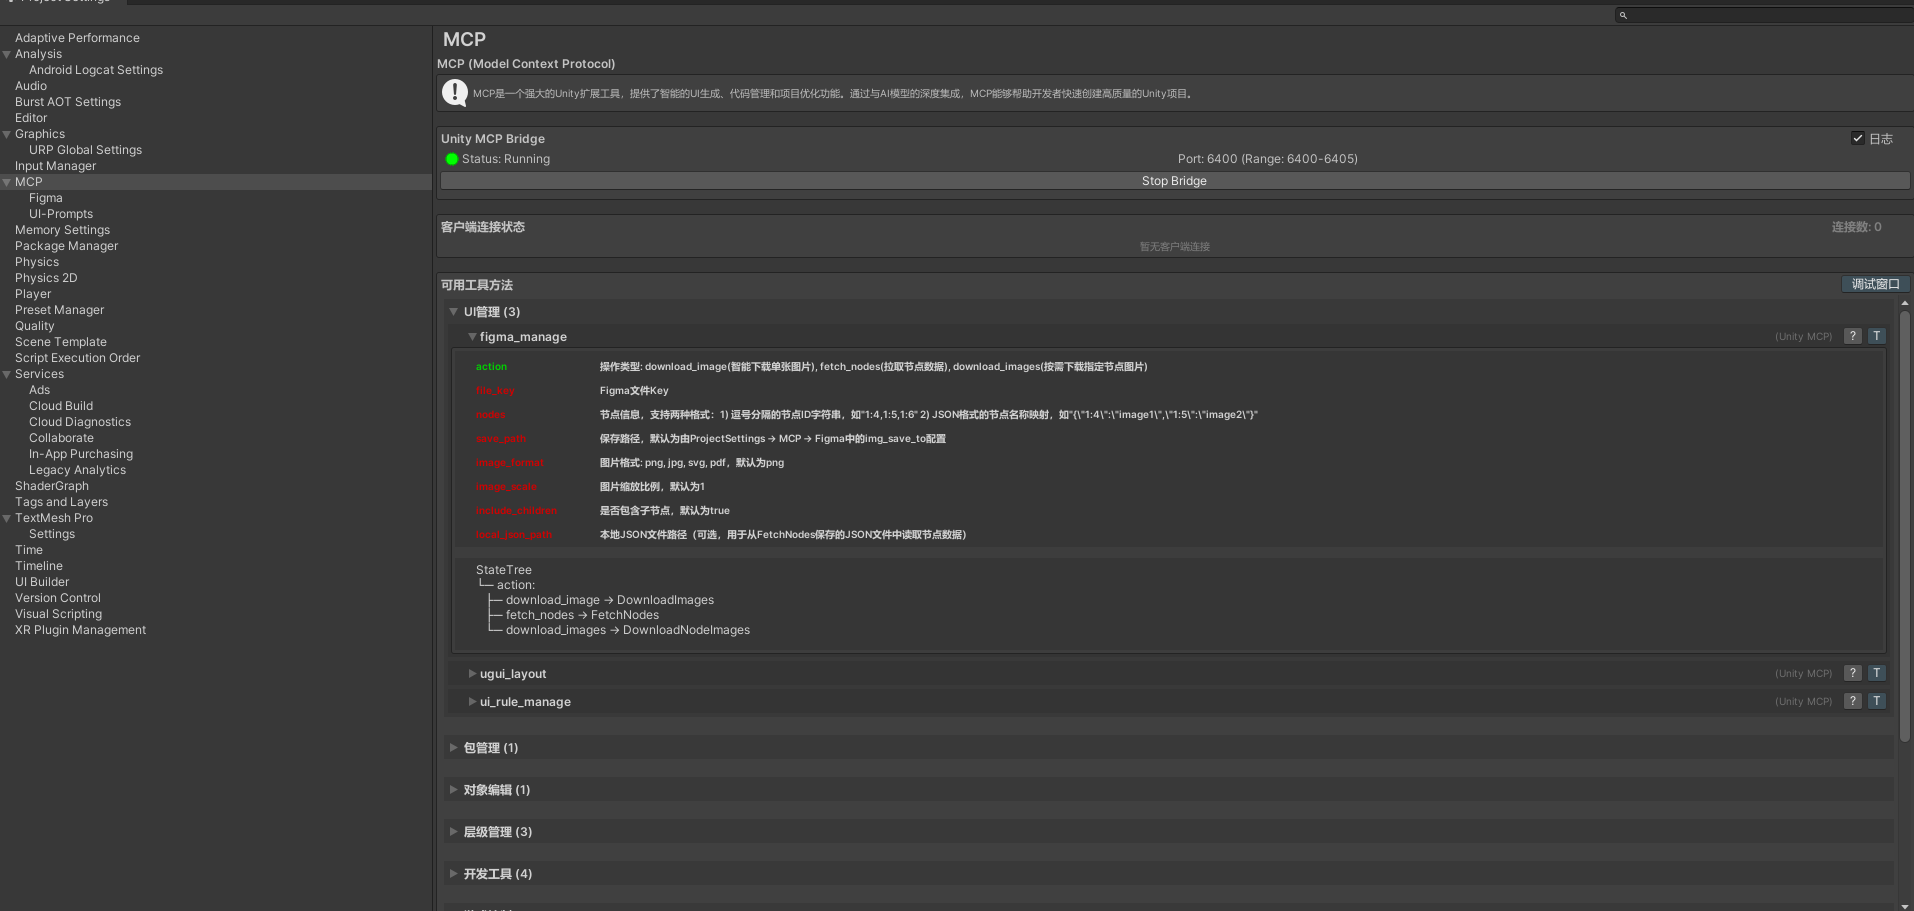 Project Settings
Adaptive Performance
Analysis
Android Logcat Settings
Audio
Burst AOT Settings
Editor
Graphics
URP Global Settings
Input Manager
MCP
Figma
UI-Prompts
Memory Settings
Package Manager
Physics
Physics 2D
Player
Preset Manager
Quality
Scene Template
Script Execution Order
Services
Ads
Cloud Build
Cloud Diagnostics
Collaborate
In-App Purchasing
Legacy Analytics
ShaderGraph
Tags and Layers
TextMesh Pro
Settings
Time
Timeline
UI Builder
Version Control
Visual Scripting
XR Plugin Management
MCP
MCP (Model Context Protocol)
MCP是一个强大的Unity扩展工具，提供了智能的UI生成、代码管理和项目优化功能。通过与AI模型的深度集成，MCP能够帮助开发者快速创建高质量的Unity项目。
Unity MCP Bridge 日志
Status: Running Port: 6400 (Range: 6400-6405)
Stop Bridge
客户端连接状态 连接数: 0
暂无客户端连接
可用工具方法 调试窗口
UI管理 (3)
figma_manage (Unity MCP) ? T
action 操作类型: download_image(智能下载单张图片), fetch_nodes(拉取节点数据), download_images(按需下载指定节点图片)
file_key Figma文件Key
nodes 节点信息，支持两种格式：1) 逗号分隔的节点ID字符串，如"1:4,1:5,1:6" 2) JSON格式的节点名称映射，如"{\"1:4\":\"image1\",\"1:5\":\"image2\"}"
save_path 保存路径，默认为由ProjectSettings → MCP → Figma中的img_save_to配置
image_format 图片格式: png, jpg, svg, pdf，默认为png
image_scale 图片缩放比例，默认为1
include_children 是否包含子节点，默认为true
local_json_path 本地JSON文件路径（可选，用于从FetchNodes保存的JSON文件中读取节点数据）
StateTree
└─ action:
├─ download_image → DownloadImages
├─ fetch_nodes → FetchNodes
└─ download_images → DownloadNodeImages
ugui_layout (Unity MCP) ? T
ui_rule_manage (Unity MCP) ? T
包管理 (1)
对象编辑 (1)
层级管理 (3)
开发工具 (4)